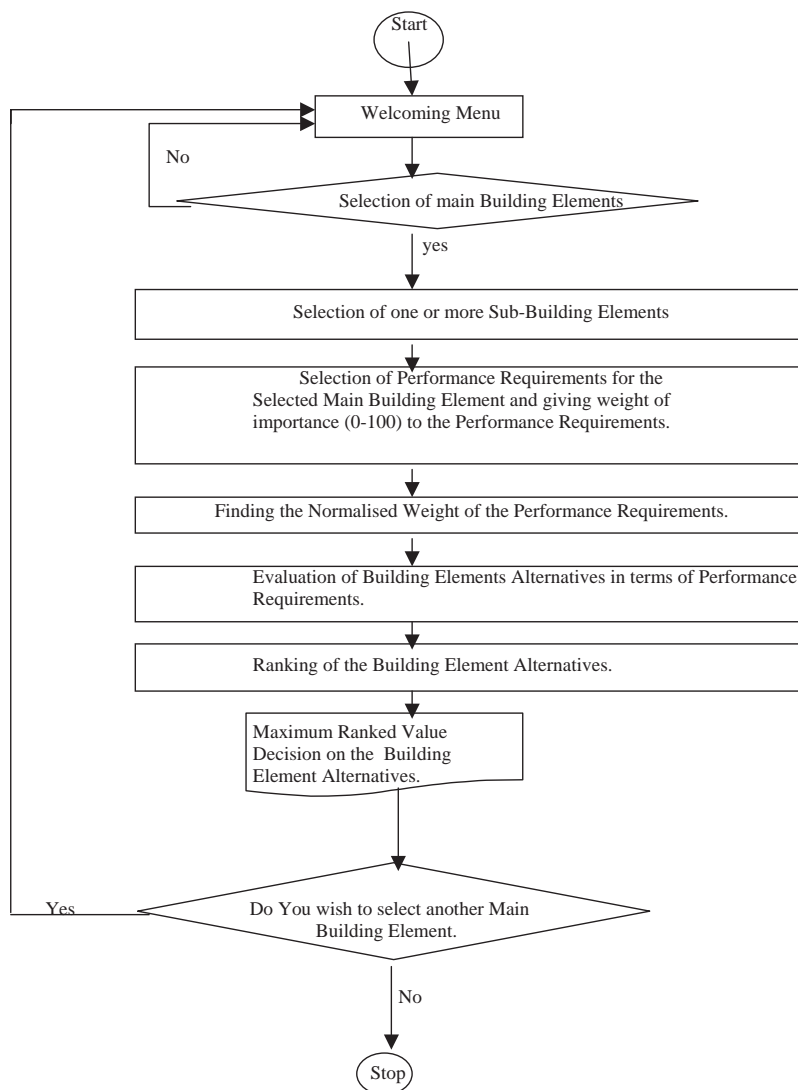 Start
Welcoming Menu
No
Selection of main Building Elements
yes
Selection of one or more Sub-Building Elements
Selection of Performance Requirements for the
Selected Main Building Element and giving weight of
importance (0-100) to the Performance Requirements.
Finding the Normalised Weight of the Performance Requirements.
Evaluation of Building Elements Alternatives in terms of Performance
Requirements.
Ranking of the Building Element Alternatives.
Maximum Ranked Value
Decision on the Building
Element Alternatives.
Yes
Do You wish to select another Main
Building Element.
No
Stop